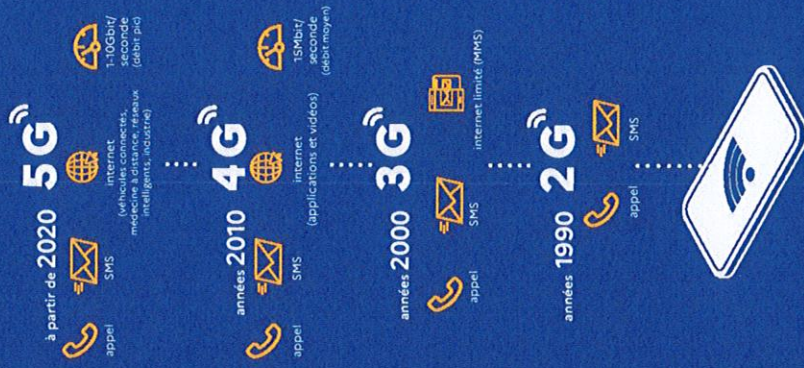 à partir de 2020 5G
appel
SMS
internet
(véhicules connectés,
médecine à distance, réseaux
intelligents, industrie)
1-10Gbit/
seconde
(débit pic)
années 2010 4G
appel
SMS
internet
(applications et vidéos)
15Mbit/
seconde
(débit moyen)
années 2000 3G
appel
SMS
internet limité (MMS)
années 1990 2G
appel
SMS